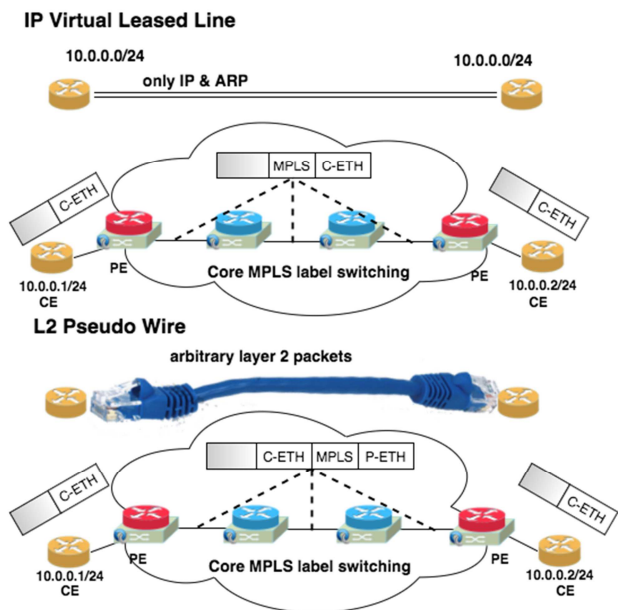 IP Virtual Leased Line
10.0.0.0/24
10.0.0.0/24
only IP & ARP
MPLS C-ETH
C-ETH
C-ETH
PE
Core MPLS label switching
PE
10.0.0.1/24
CE
10.0.0.2/24
CE
L2 Pseudo Wire
arbitrary layer 2 packets
C-ETH MPLS P-ETH
C-ETH
C-ETH
PE
Core MPLS label switching
PE
10.0.0.1/24
CE
10.0.0.2/24
CE